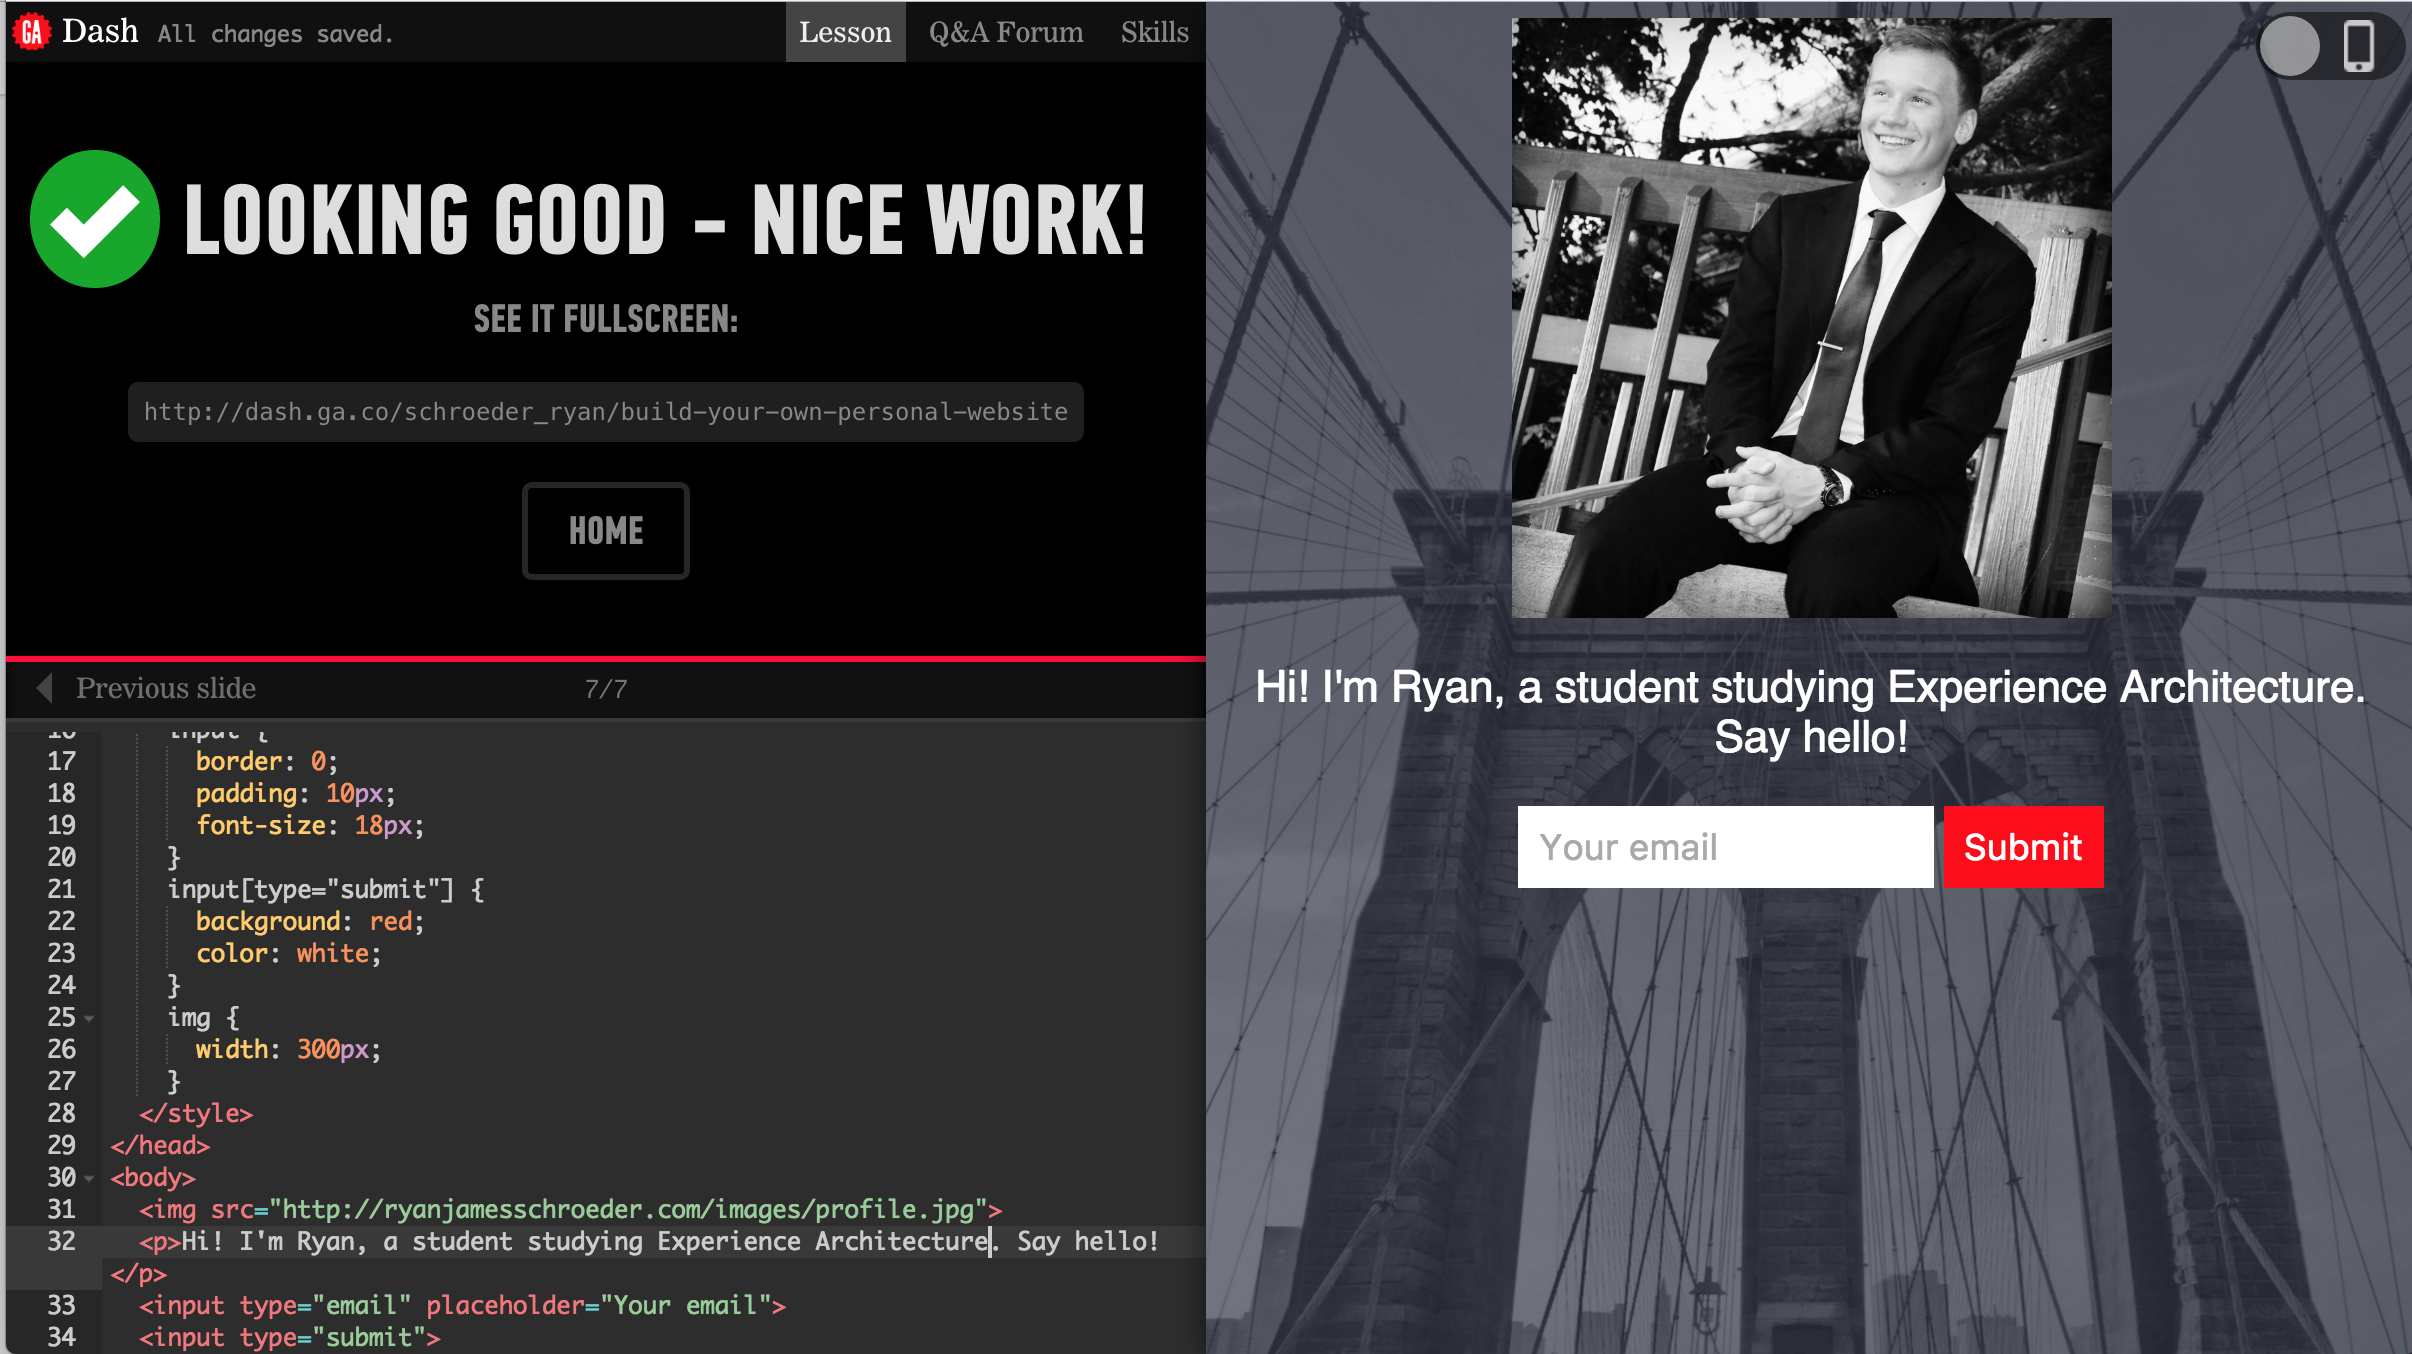 GA Dash All changes saved. Lesson Q&A Forum Skills
LOOKING GOOD – NICE WORK!
SEE IT FULLSCREEN:
http://dash.ga.co/schroeder_ryan/build-your-own-personal-website
HOME
Previous slide 7/7
16 input {
17 border: 0;
18 padding: 10px;
19 font-size: 18px;
20 }
21 input[type="submit"] {
22 background: red;
23 color: white;
24 }
25 img {
26 width: 300px;
27 }
28 </style>
29 </head>
30 <body>
31 <img src="http://ryanjamesschroeder.com/images/profile.jpg">
32 <p>Hi! I'm Ryan, a student studying Experience Architecture. Say hello!
</p>
33 <input type="email" placeholder="Your email">
34 <input type="submit">
Hi! I'm Ryan, a student studying Experience Architecture.
Say hello!
Your email Submit